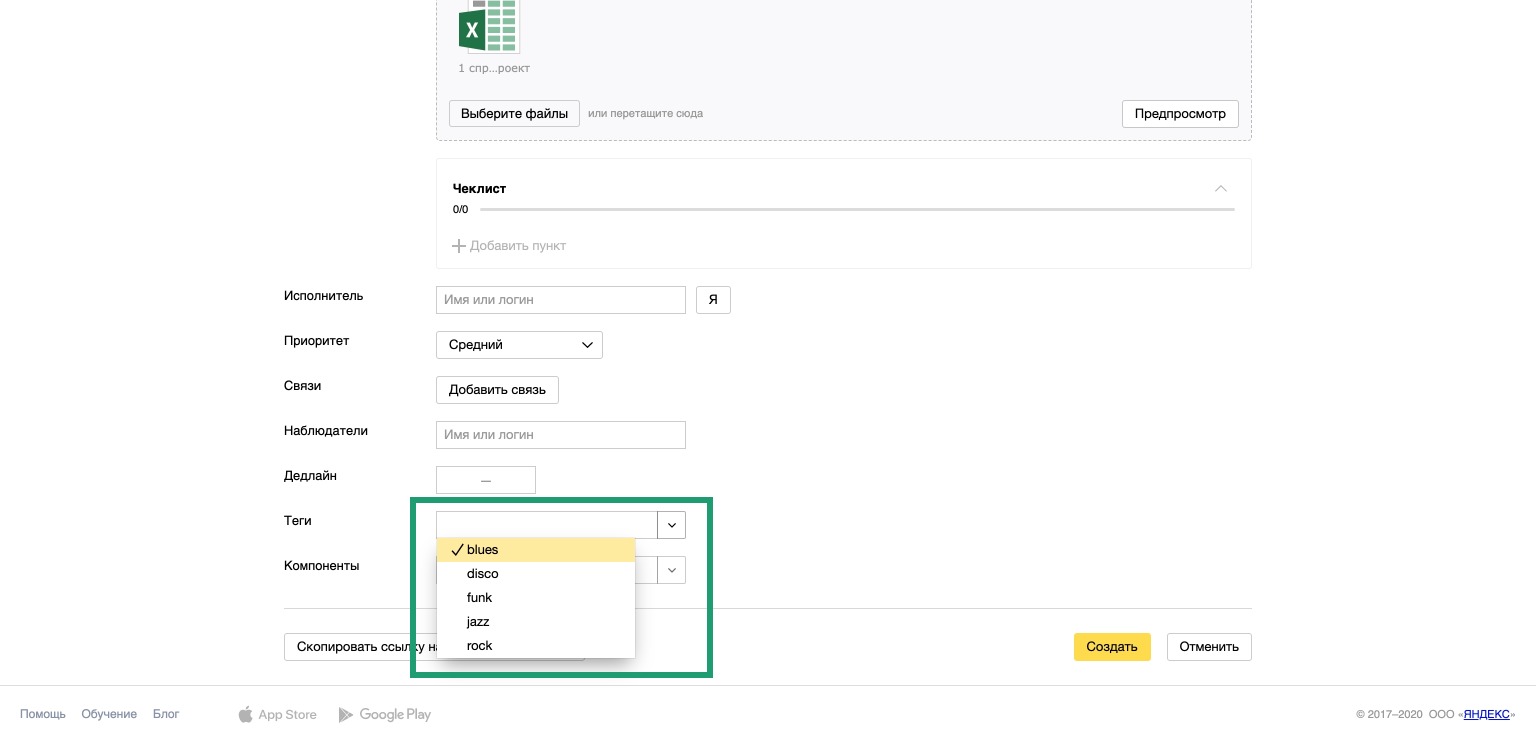 X
1 спр...роект
Выберите файлы или перетащите сюда Предпросмотр
Чеклист
0/0
Добавить пункт
Исполнитель Имя или логин Я
Приоритет Средний
Связи Добавить связь
Наблюдатели Имя или логин
Дедлайн —
Теги
blues
Компоненты
disco
funk
jazz
rock
Скопировать ссылку на Создать Отменить
Помощь Обучение Блог App Store Google Play © 2017–2020 ООО «ЯНДЕКС»